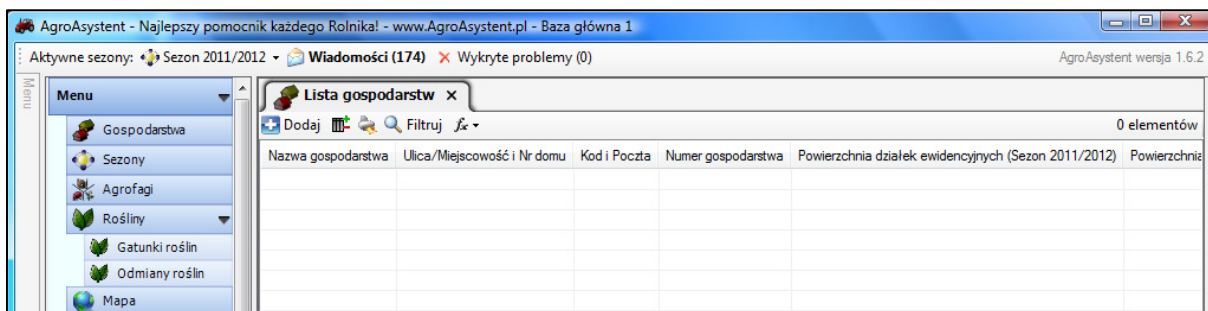 AgroAsystent - Najlepszy pomocnik każdego Rolnika! - www.AgroAsystent.pl - Baza główna 1
Aktywne sezony: Sezon 2011/2012 Wiadomości (174) Wykryte problemy (0) AgroAsystent wersja 1.6.2
Menu
Menu
Gospodarstwa
Sezony
Agrofagi
Rośliny
Gatunki roślin
Odmiany roślin
Mapa
Lista gospodarstw x
Dodaj Filtruj fx 0 elementów
Nazwa gospodarstwa Ulica/Miejscowość i Nr domu Kod i Poczta Numer gospodarstwa Powierzchnia działek ewidencyjnych (Sezon 2011/2012) Powierzchnia